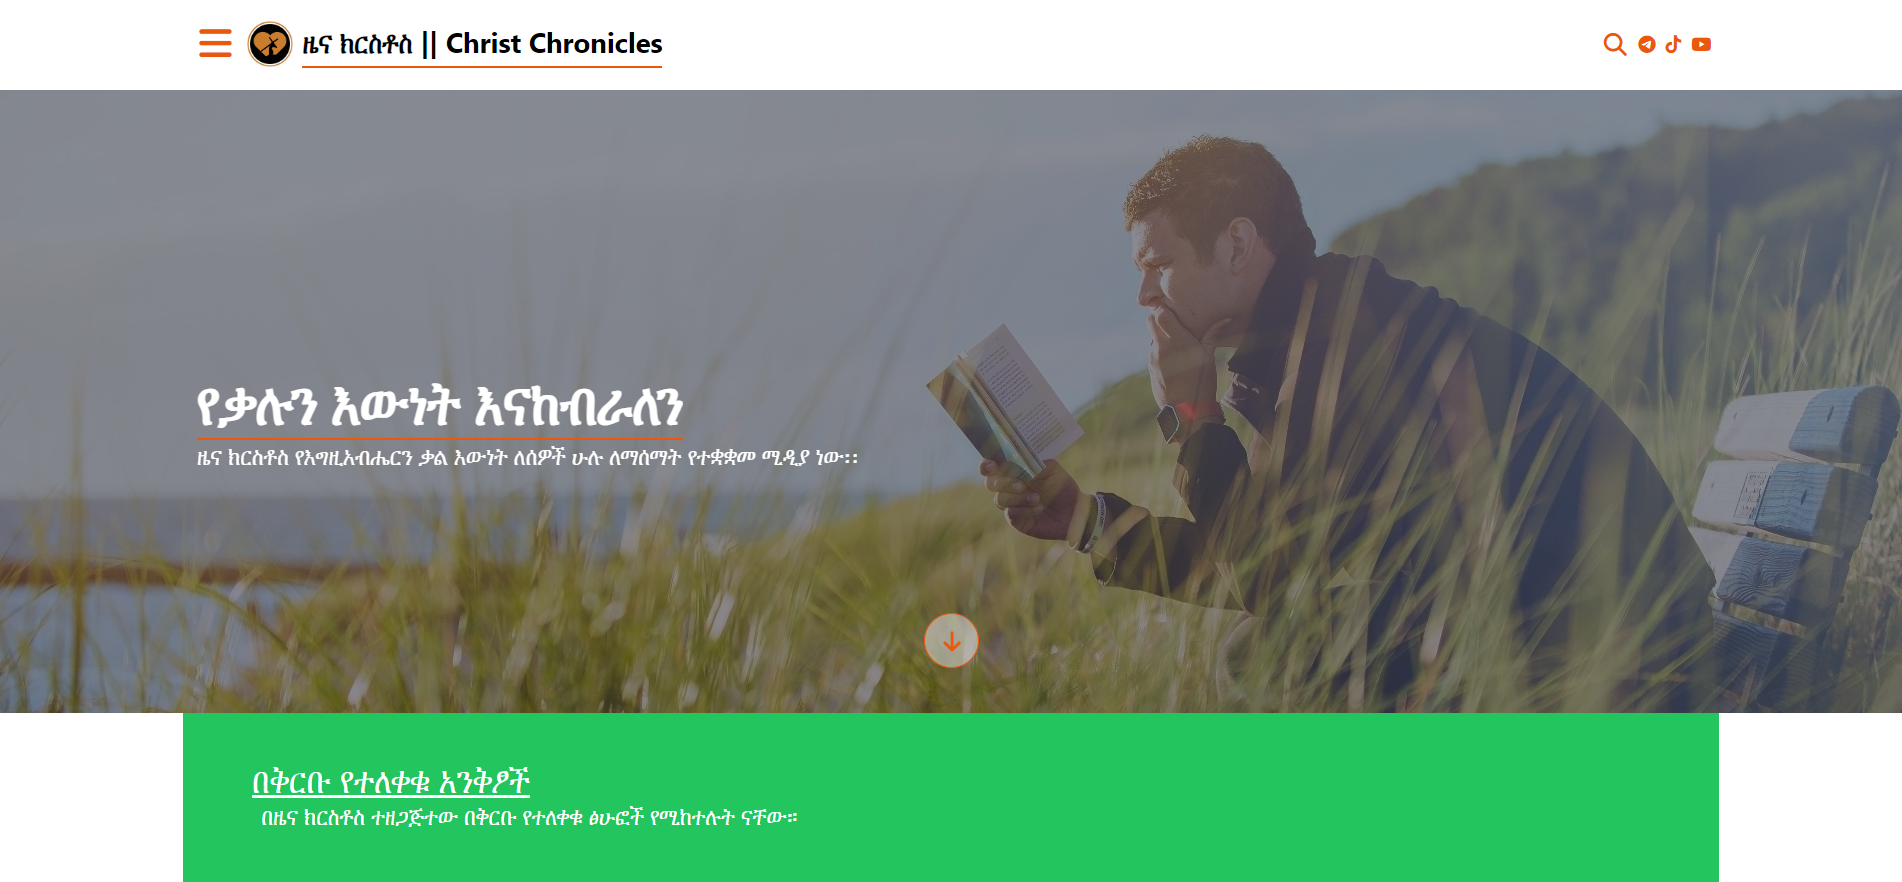 ዜና ክርስቶስ || Christ Chronicles
የቃሉን እውነት እናከብራለን
ዜና ክርስቶስ የእግዚአብሔርን ቃል እውነት ለሰዎች ሁሉ ለማሰማት የተቋቋመ ሚዲያ ነው፡፡
በቅርቡ የተለቀቁ አንቅፆች
በዜና ክርስቶስ ተዘጋጅተው በቅርቡ የተለቀቁ ፅሁፎች የሚከተሉት ናቸው።